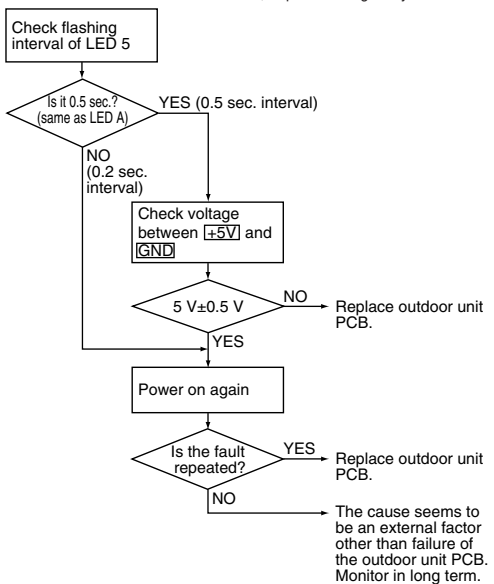 Check flashing
interval of LED 5
Is it 0.5 sec.?
(same as LED A)
YES (0.5 sec. interval)
NO
(0.2 sec.
interval)
Check voltage
between +5V and
GND
5 V±0.5 V
NO
Replace outdoor unit
PCB.
YES
Power on again
Is the fault
repeated?
YES
Replace outdoor unit
PCB.
NO
The cause seems to
be an external factor
other than failure of
the outdoor unit PCB.
Monitor in long term.